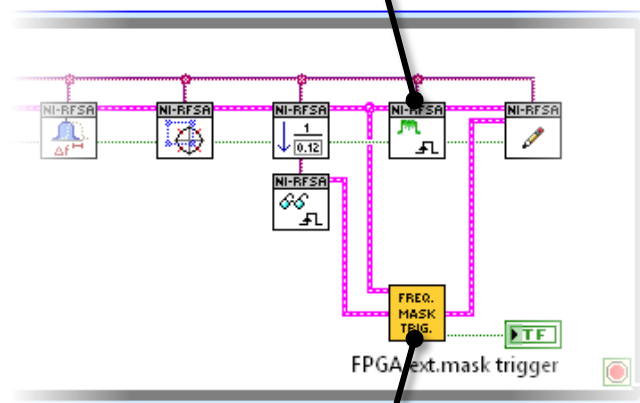 NI-RFSA NI-RFSA NI-RFSA NI-RFSA NI-RFSA
Δf
1
0.12
NI-RFSA
FREQ.
MASK
TRIG.
TF
FPGA ext.mask trigger